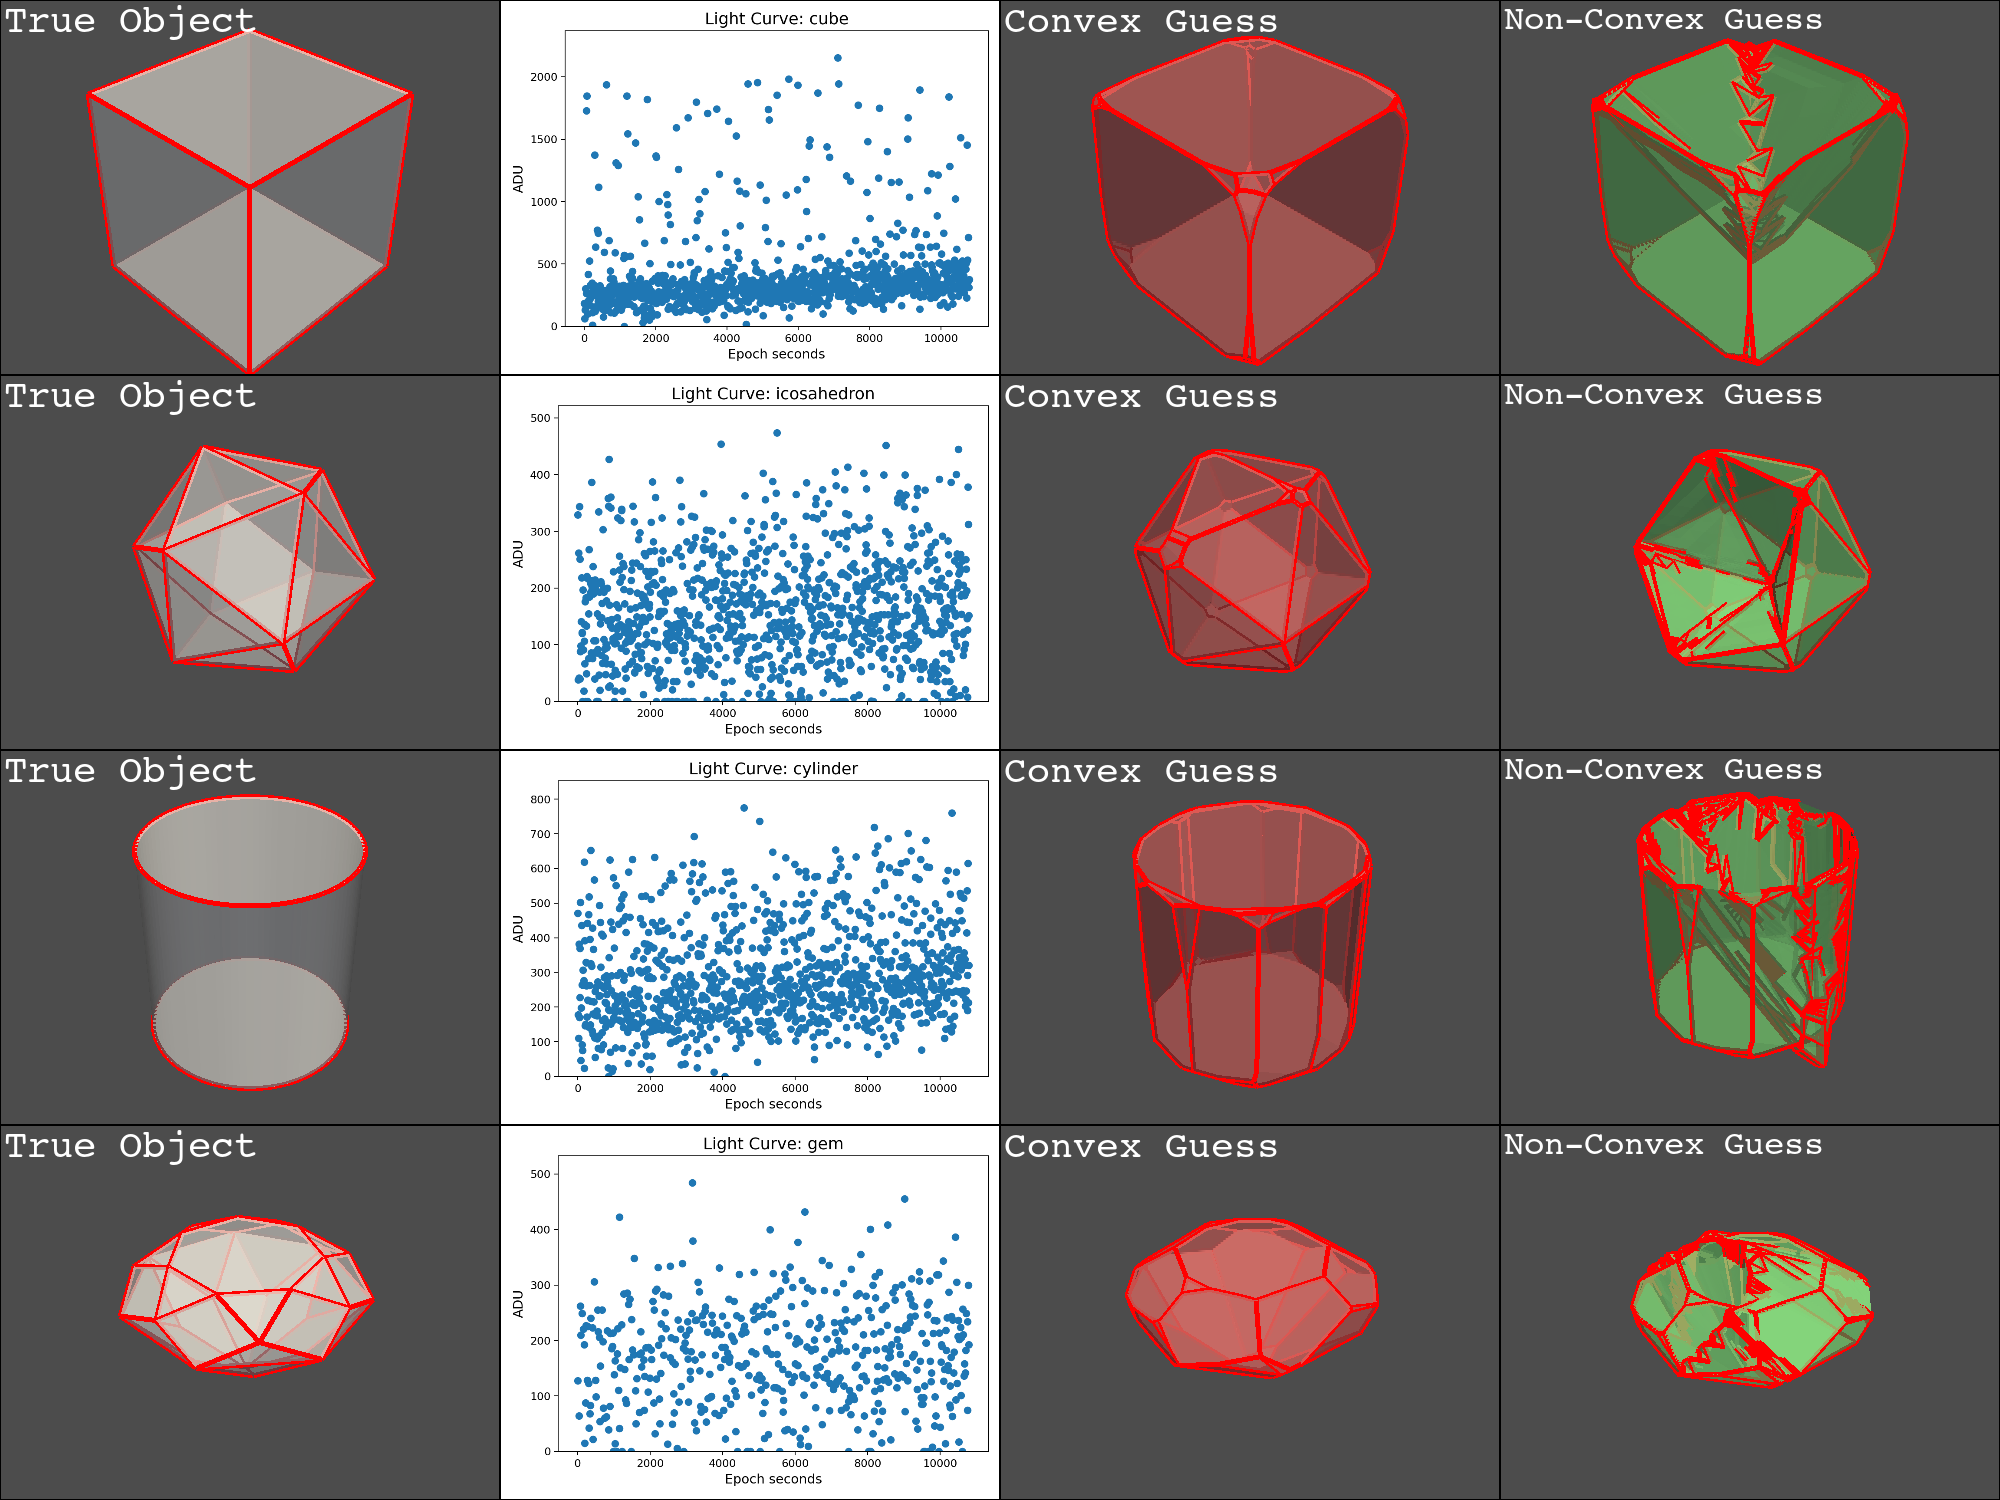 True Object
Light Curve: cube
ADU
2000
1500
1000
500
0
0 2000 4000 6000 8000 10000
Epoch seconds
Convex Guess
Non-Convex Guess
True Object
Light Curve: icosahedron
ADU
500
400
300
200
100
0
0 2000 4000 6000 8000 10000
Epoch seconds
Convex Guess
Non-Convex Guess
True Object
Light Curve: cylinder
ADU
800
700
600
500
400
300
200
100
0
0 2000 4000 6000 8000 10000
Epoch seconds
Convex Guess
Non-Convex Guess
True Object
Light Curve: gem
ADU
500
400
300
200
100
0
0 2000 4000 6000 8000 10000
Epoch seconds
Convex Guess
Non-Convex Guess